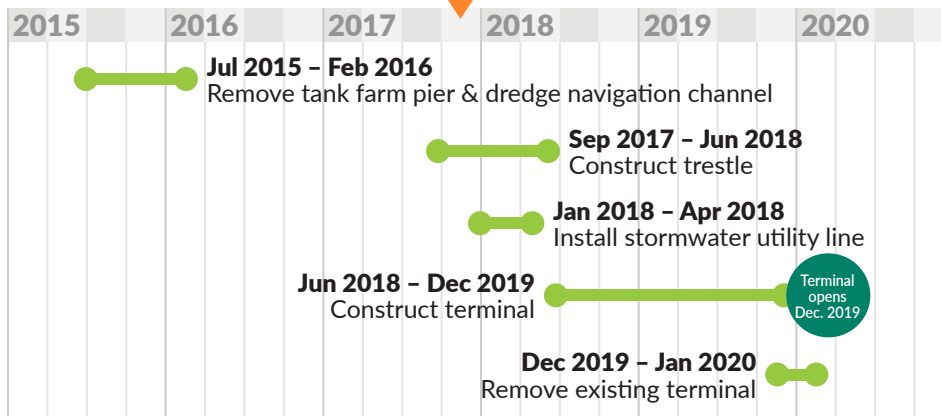 2015 2016 2017 2018 2019 2020
Jul 2015 – Feb 2016
Remove tank farm pier & dredge navigation channel
Sep 2017 – Jun 2018
Construct trestle
Jan 2018 – Apr 2018
Install stormwater utility line
Jun 2018 – Dec 2019
Construct terminal
Terminal
opens
Dec. 2019
Dec 2019 – Jan 2020
Remove existing terminal